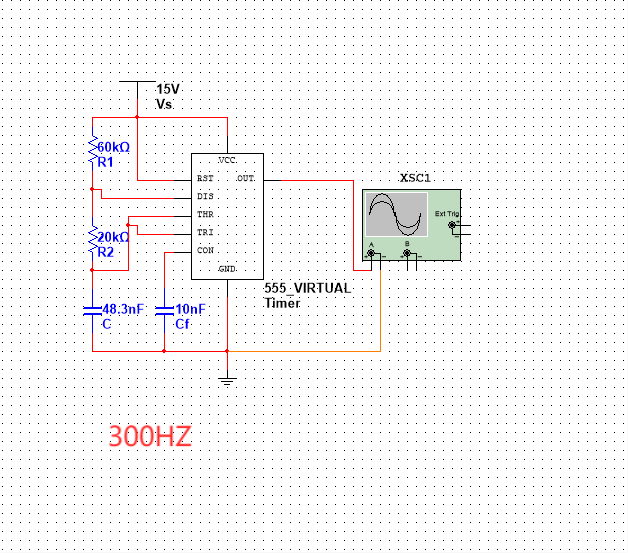 15V
Vs
60kΩ
R1
VCC
RST
OUT
DIS
THR
TRI
CON
GND
20kΩ
R2
XSC1
Ext Trig
+
-
A
B
+ -
+ -
555_VIRTUAL
Timer
48.3nF
C
10nF
Cf
300HZ